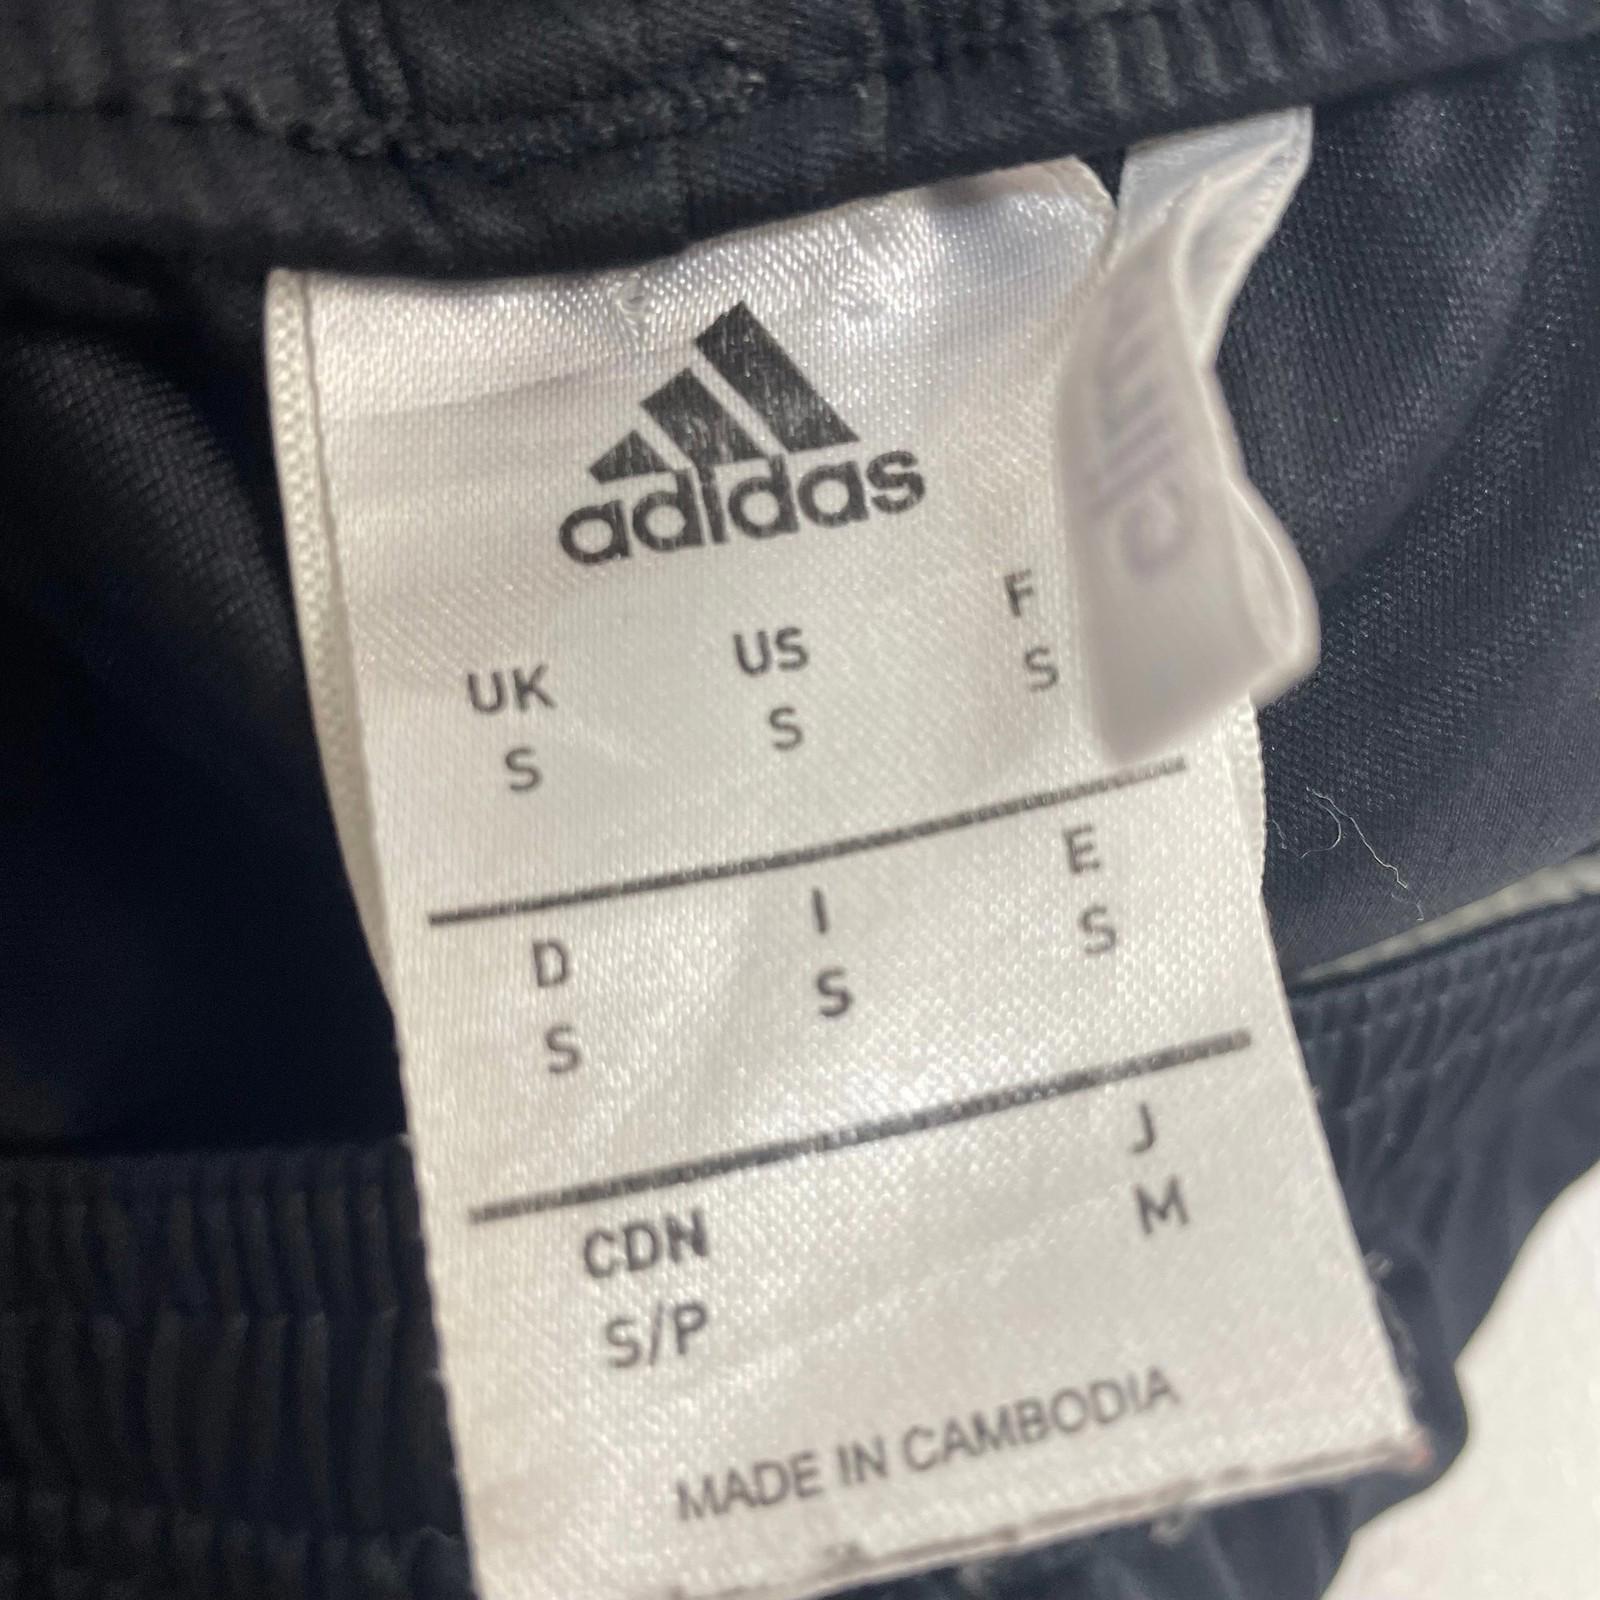 adidas
UK US F
S S S
D I E
S S S
CDN J
S/P M
MADE IN CAMBODIA